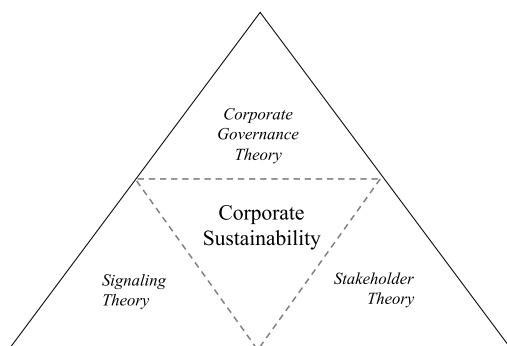 Corporate
Governance
Theory
Corporate
Sustainability
Signaling
Theory
Stakeholder
Theory